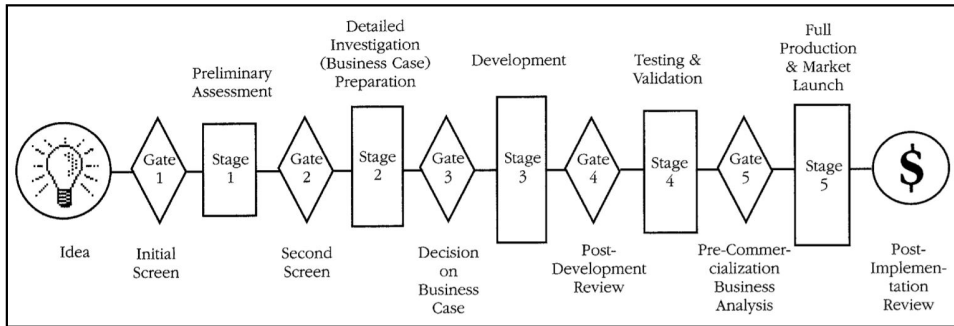 Preliminary
Assessment
Detailed
Investigation
(Business Case)
Preparation
Development
Testing &
Validation
Full
Production
& Market
Launch
Gate
1
Stage
1
Gate
2
Stage
2
Gate
3
Stage
3
Gate
4
Stage
4
Gate
5
Stage
5
$
Idea
Initial
Screen
Second
Screen
Decision
on
Business
Case
Post-
Development
Review
Pre-Commer-
cialization
Business
Analysis
Post-
Implemen-
tation
Review